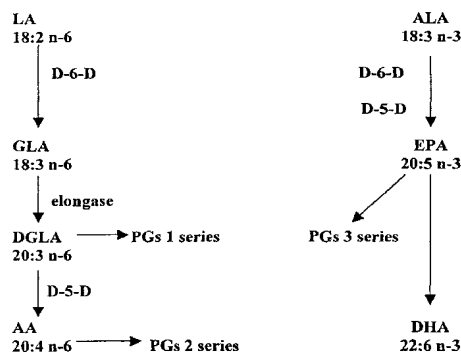 LA
18:2 n-6
D-6-D
GLA
18:3 n-6
elongase
DGLA
20:3 n-6
PGs 1 series
D-5-D
AA
20:4 n-6
PGs 2 series
ALA
18:3 n-3
D-6-D
D-5-D
EPA
20:5 n-3
PGs 3 series
DHA
22:6 n-3